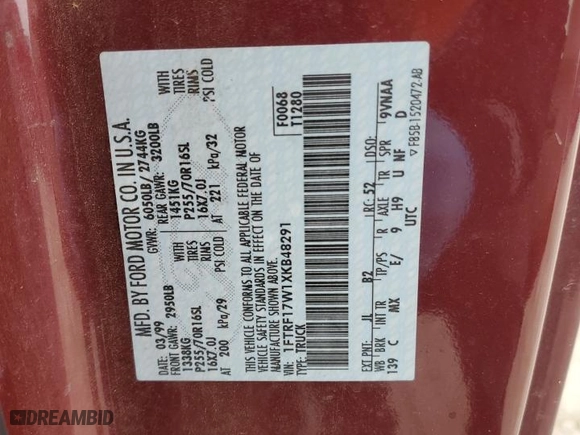 MFD. BY FORD MOTOR CO. IN U.S.A.
DATE: 03/99 GVWR: 6050LB/ 2744KG
FRONT GAWR: 2950LB REAR GAWR: 3200LB
1338KG WITH 1451KG WITH
P255/70R16SL TIRES P255/70R16SL TIRES
16X7.0J RIMS 16X7.0J RIMS
AT 200 kPa/29 PSI COLD AT 221 kPa/32 PSI COLD
THIS VEHICLE CONFORMS TO ALL APPLICABLE FEDERAL MOTOR
VEHICLE SAFETY STANDARDS IN EFFECT ON THE DATE OF
MANUFACTURE SHOWN ABOVE.
VIN: 1FTRF17W1XKB48291 F0068
TYPE: TRUCK T1280
EXT PNT: JL B2 RC: 52 DSO:
WB BRK INT TR TP/PS R AXLE TR SPR 9VNAA
139 C MX E/ 9 H9 U NF D
UTC
▽ F85B-1520472-AB
DREAMBID